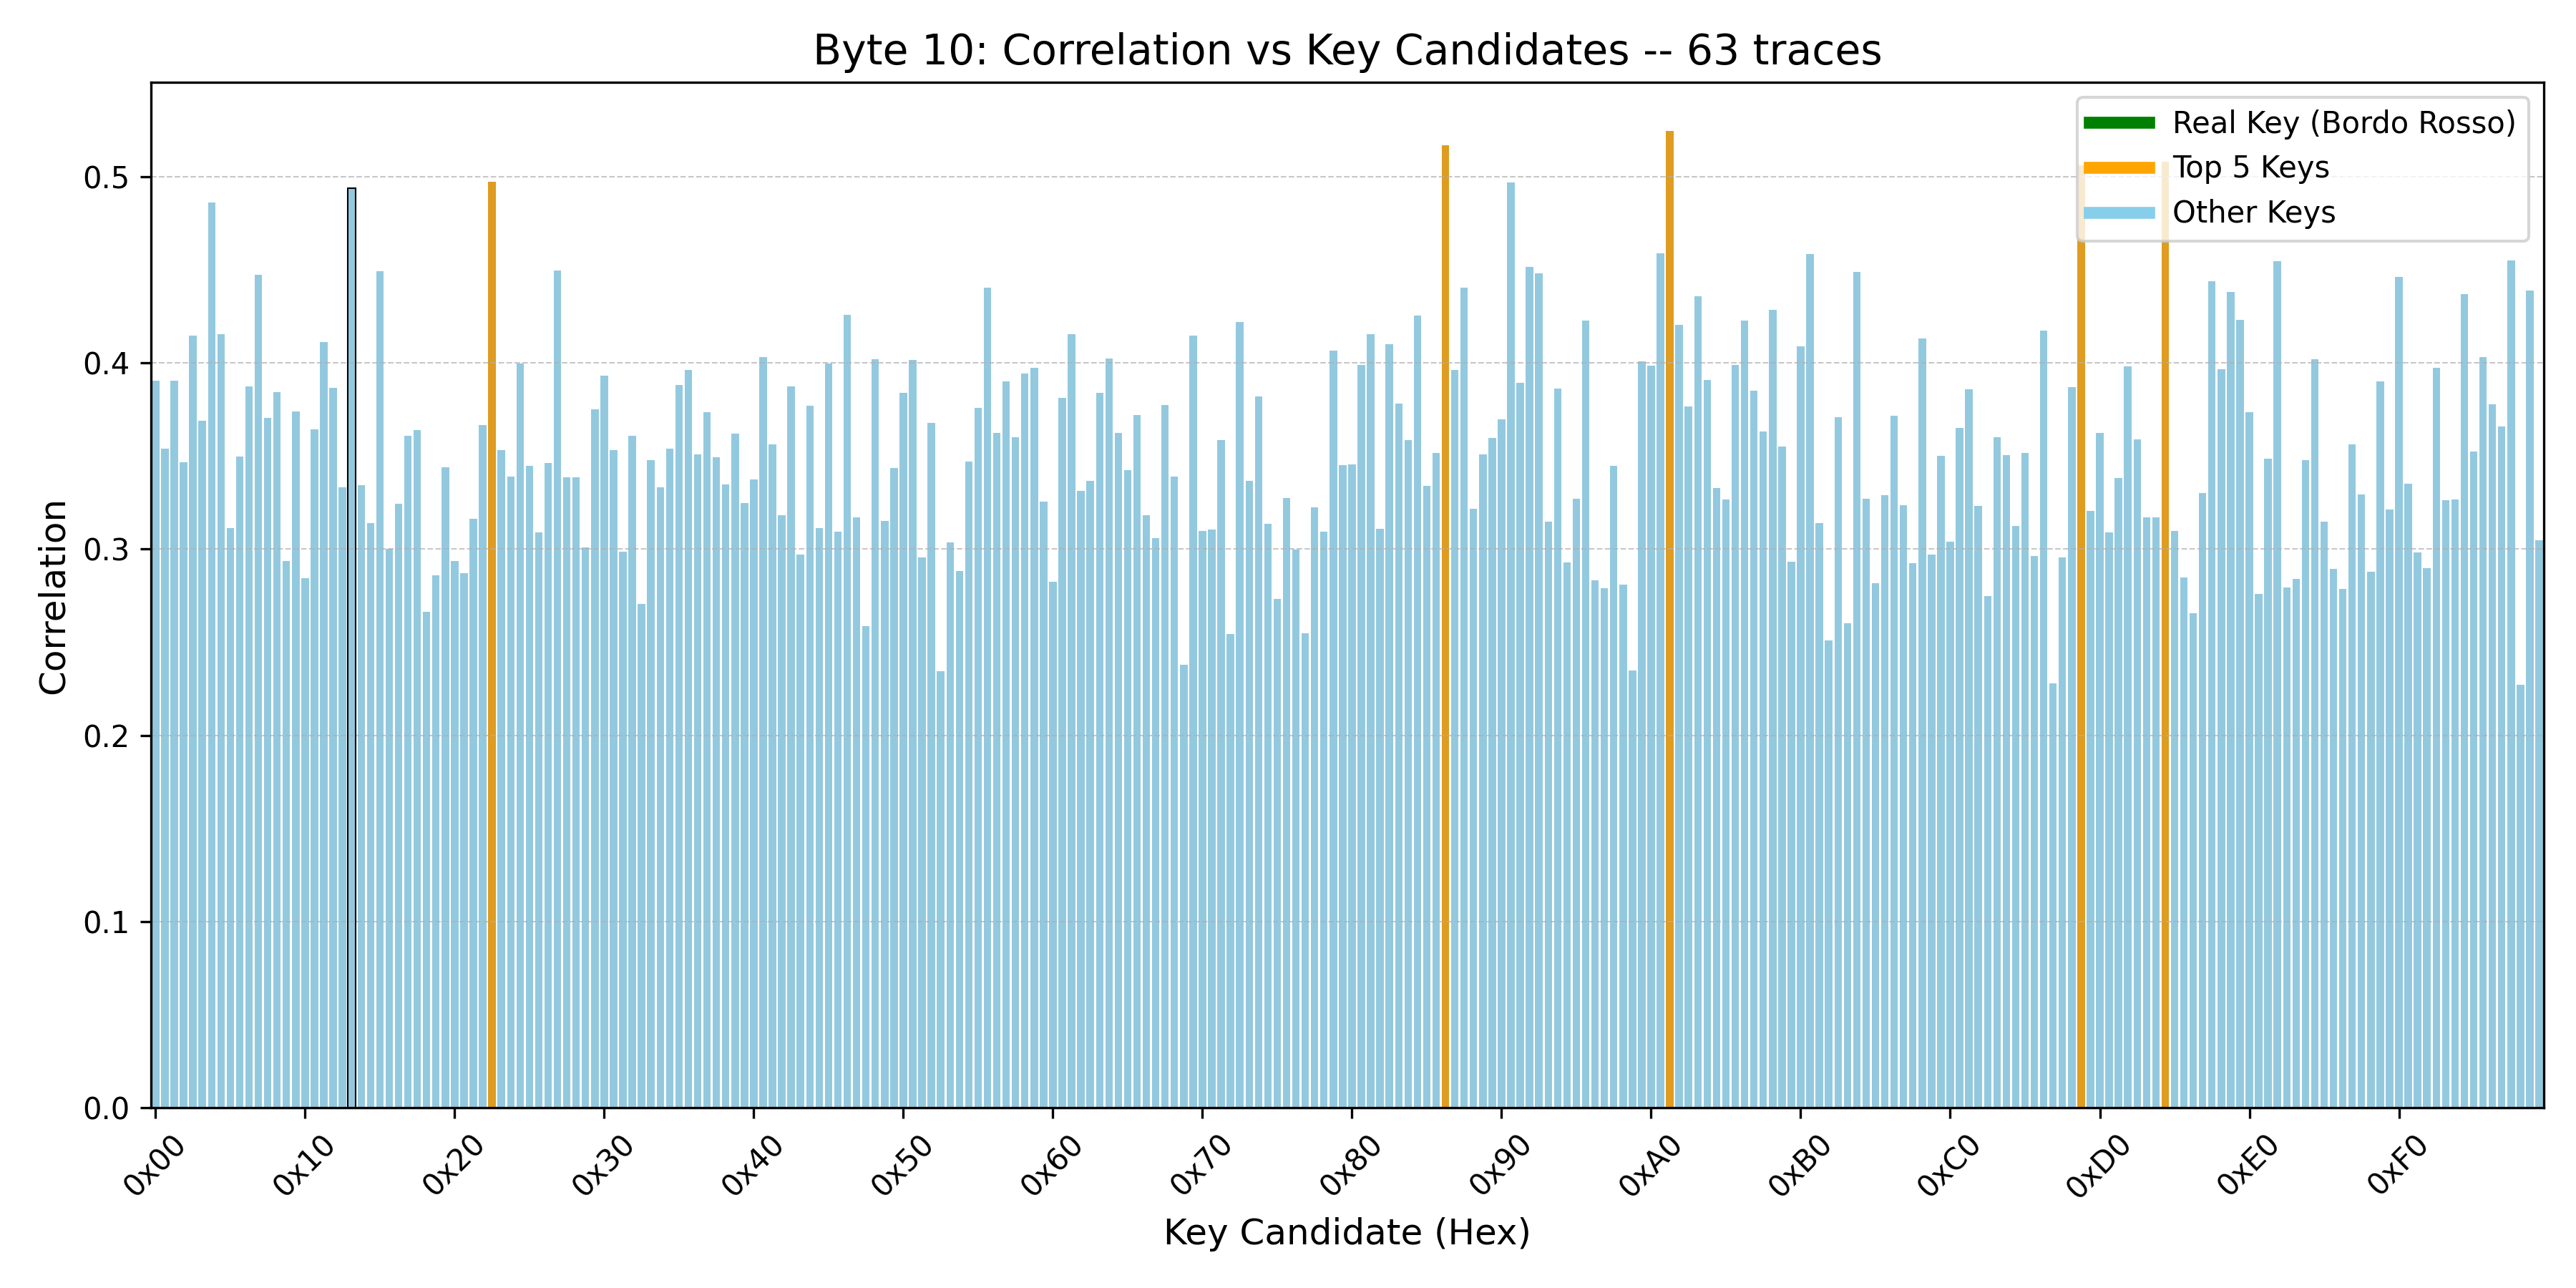 Byte 10: Correlation vs Key Candidates -- 63 traces
Real Key (Bordo Rosso)
Top 5 Keys
Other Keys
Correlation
0.5
0.4
0.3
0.2
0.1
0.0
0x00 0x10 0x20 0x30 0x40 0x50 0x60 0x70 0x80 0x90 0xA0 0xB0 0xC0 0xD0 0xE0 0xF0
Key Candidate (Hex)